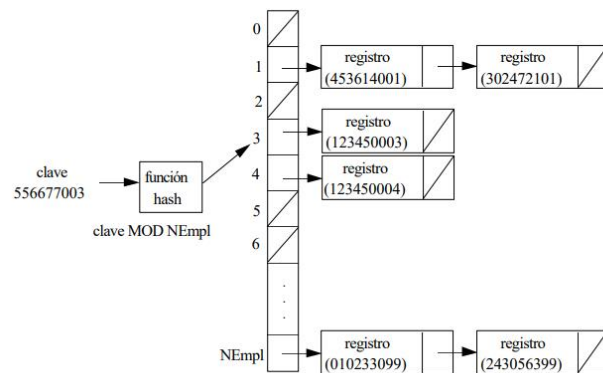 0
1
registro
(453614001)
registro
(302472101)
2
3
registro
(123450003)
clave
556677003
función
hash
4
registro
(123450004)
clave MOD NEmpl
5
6
.
.
.
NEmpl
registro
(010233099)
registro
(243056399)